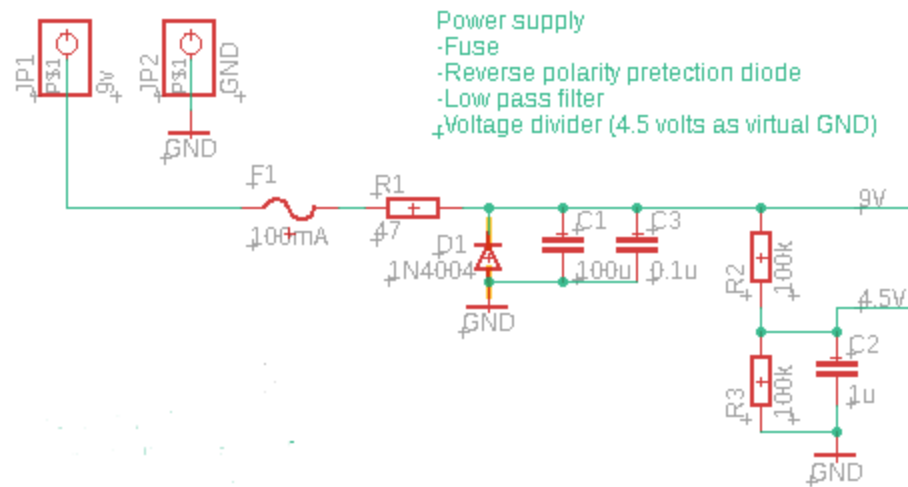 Power supply
-Fuse
-Reverse polarity pretection diode
-Low pass filter
Voltage divider (4.5 volts as virtual GND)
JP1
P$1
9v
JP2
P$1
GND
GND
F1
100mA
R1
47
D1
1N4004
GND
C1
100u
C3
0.1u
9V
R2
100k
4.5V
R3
100k
C2
1u
GND